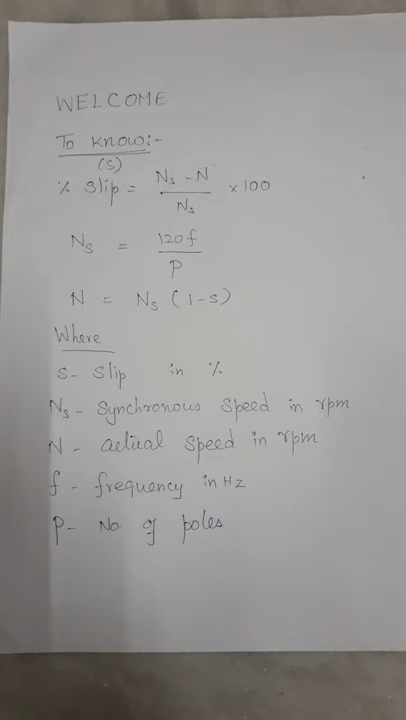 WELCOME
To know:-
(s)
% Slip = Ns - N / Ns × 100
Ns = 120f / P
N = Ns (1-s)
Where
s- Slip in %
Ns - Synchronous Speed in rpm
N - actual Speed in rpm
f - frequency in Hz
P- No. of poles